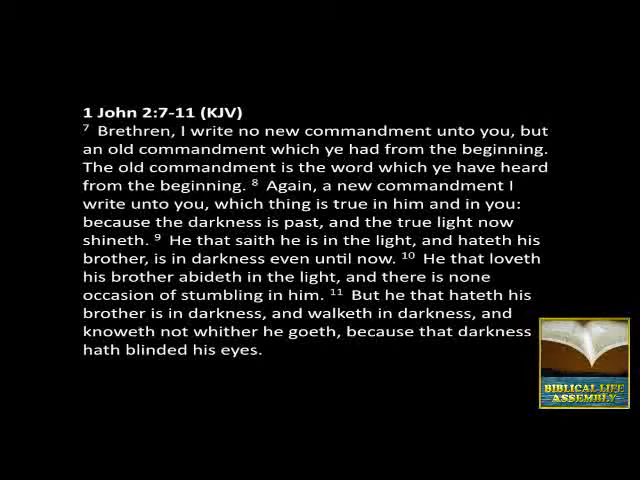 1 John 2:7-11 (KJV)
7 Brethren, I write no new commandment unto you, but
an old commandment which ye had from the beginning.
The old commandment is the word which ye have heard
from the beginning. 8 Again, a new commandment I
write unto you, which thing is true in him and in you:
because the darkness is past, and the true light now
shineth. 9 He that saith he is in the light, and hateth his
brother, is in darkness even until now. 10 He that loveth
his brother abideth in the light, and there is none
occasion of stumbling in him. 11 But he that hateth his
brother is in darkness, and walketh in darkness, and
knoweth not whither he goeth, because that darkness
hath blinded his eyes.
BIBLICAL LIFE
ASSEMBLY